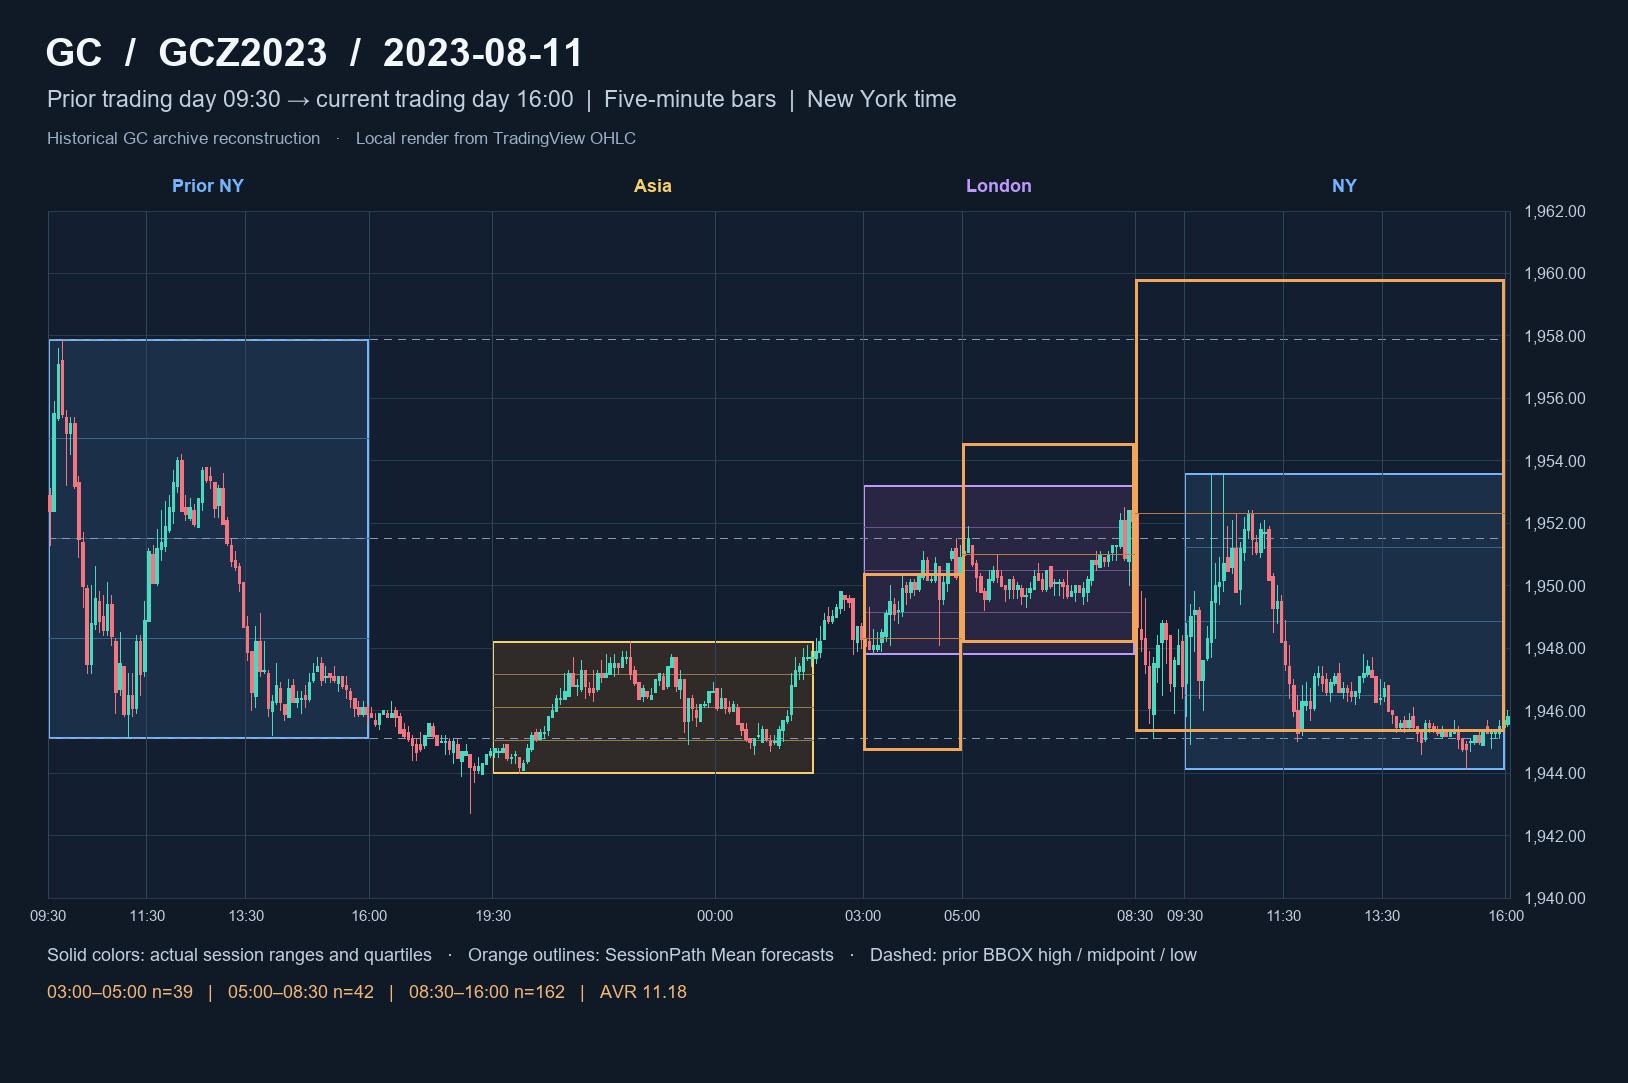 GC / GCZ2023 / 2023-08-11
Prior trading day 09:30 → current trading day 16:00 | Five-minute bars | New York time
Historical GC archive reconstruction · Local render from TradingView OHLC
Prior NY Asia London NY
1,962.00
1,960.00
1,958.00
1,956.00
1,954.00
1,952.00
1,950.00
1,948.00
1,946.00
1,944.00
1,942.00
1,940.00
09:30 11:30 13:30 16:00 19:30 00:00 03:00 05:00 08:30 09:30 11:30 13:30 16:00
Solid colors: actual session ranges and quartiles · Orange outlines: SessionPath Mean forecasts · Dashed: prior BBOX high / midpoint / low
03:00–05:00 n=39 | 05:00–08:30 n=42 | 08:30–16:00 n=162 | AVR 11.18